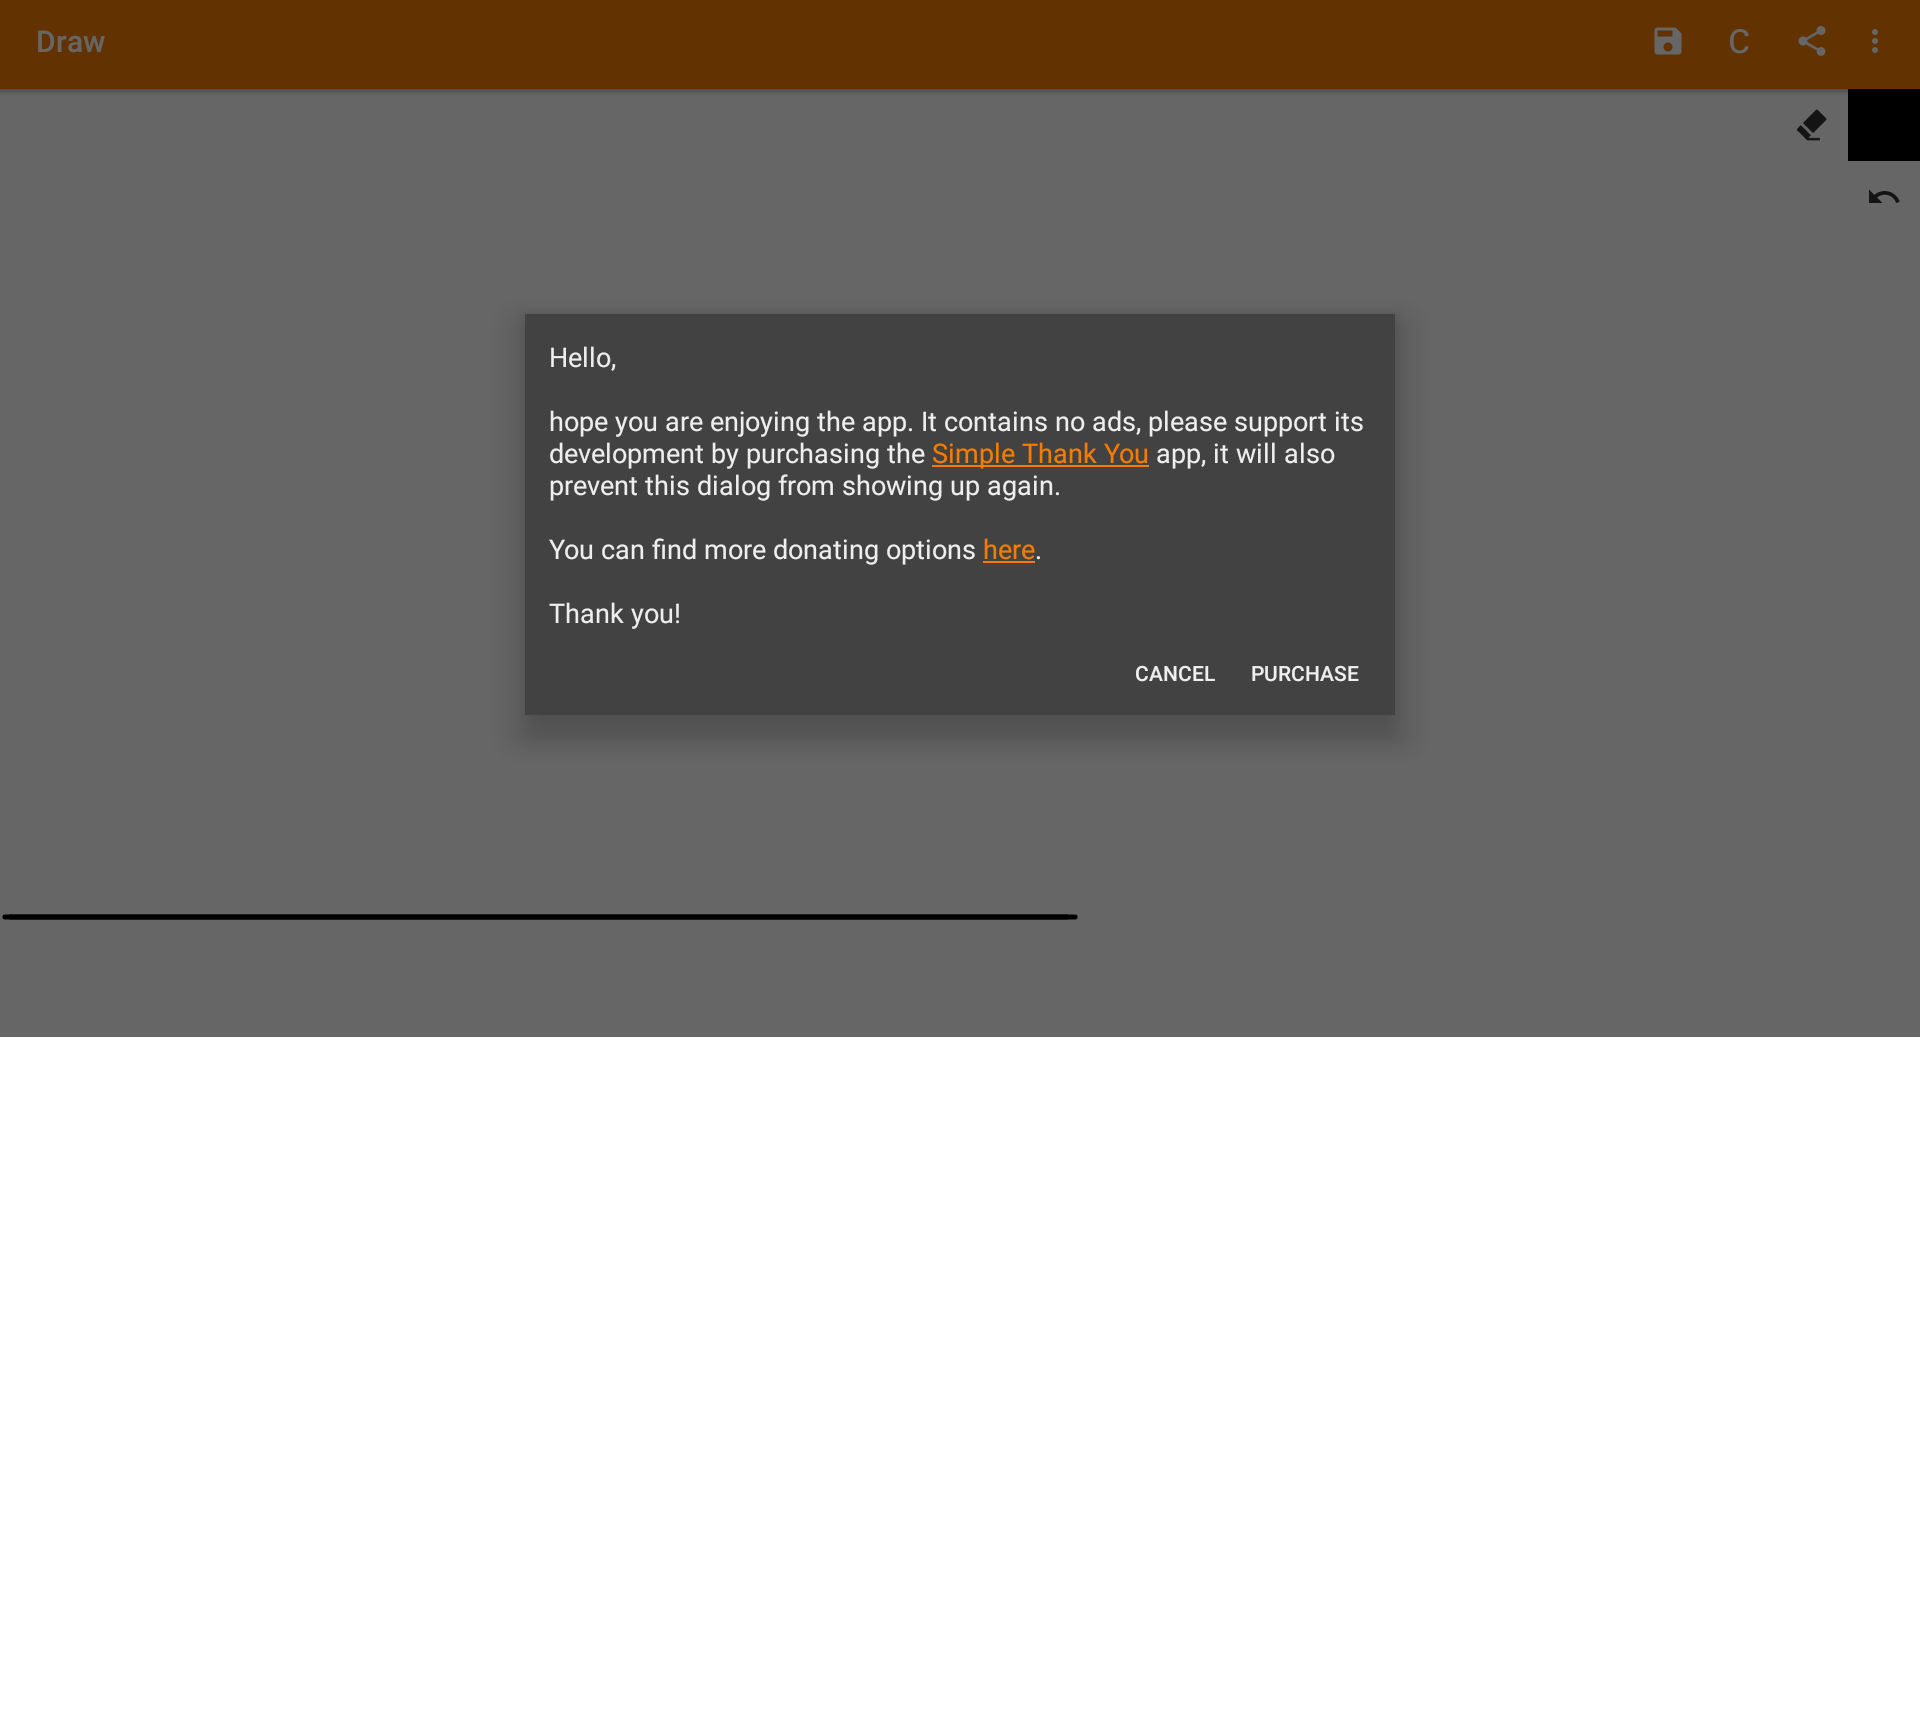 Draw
C
Hello,
hope you are enjoying the app. It contains no ads, please support its
development by purchasing the Simple Thank You app, it will also
prevent this dialog from showing up again.
You can find more donating options here.
Thank you!
CANCEL PURCHASE